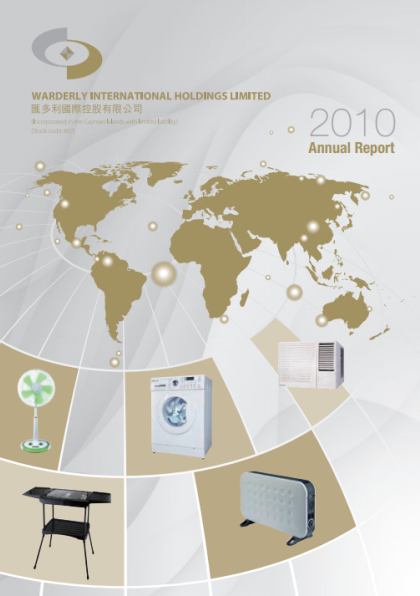 WARDERLY INTERNATIONAL HOLDINGS LIMITED
匯多利國際控股有限公司
(Incorporated in the Cayman Islands with limited liability)
(Stock code: 607)
2010
Annual Report